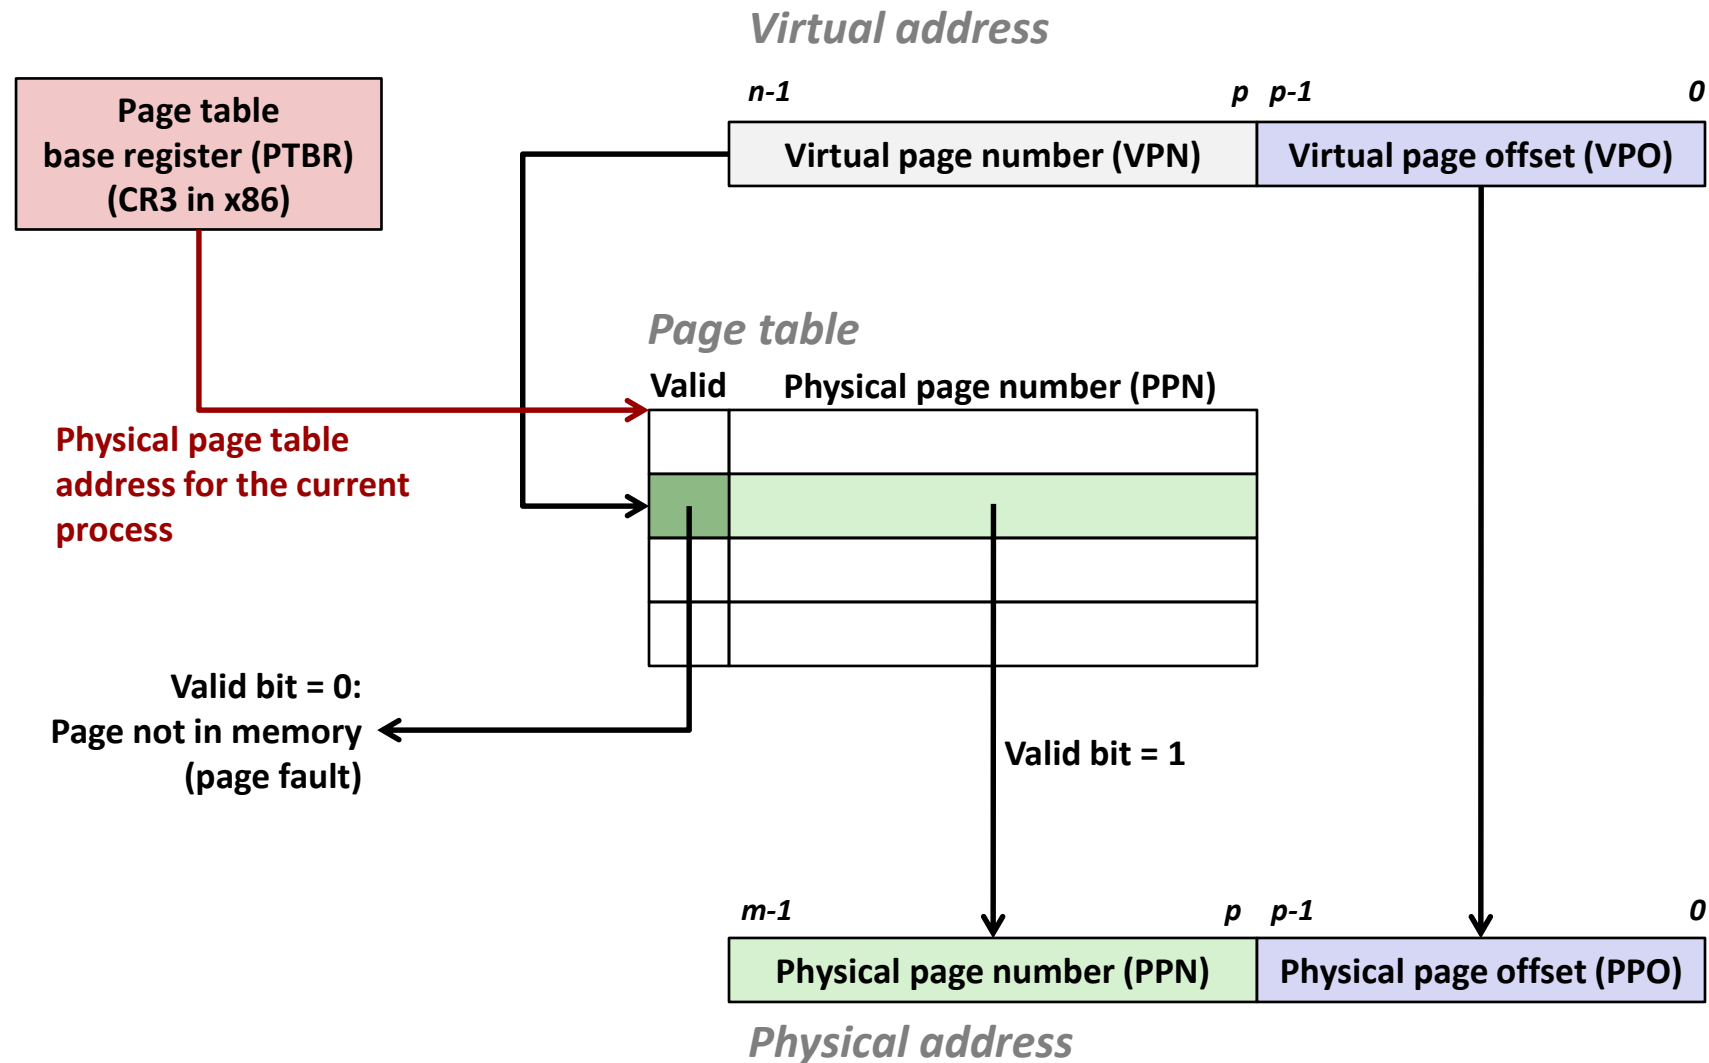 Virtual address
n-1 p p-1 0
Page table
base register (PTBR)
(CR3 in x86)
Virtual page number (VPN) Virtual page offset (VPO)
Page table
Valid Physical page number (PPN)
Physical page table
address for the current
process
Valid bit = 0:
Page not in memory
(page fault)
Valid bit = 1
m-1 p p-1 0
Physical page number (PPN) Physical page offset (PPO)
Physical address